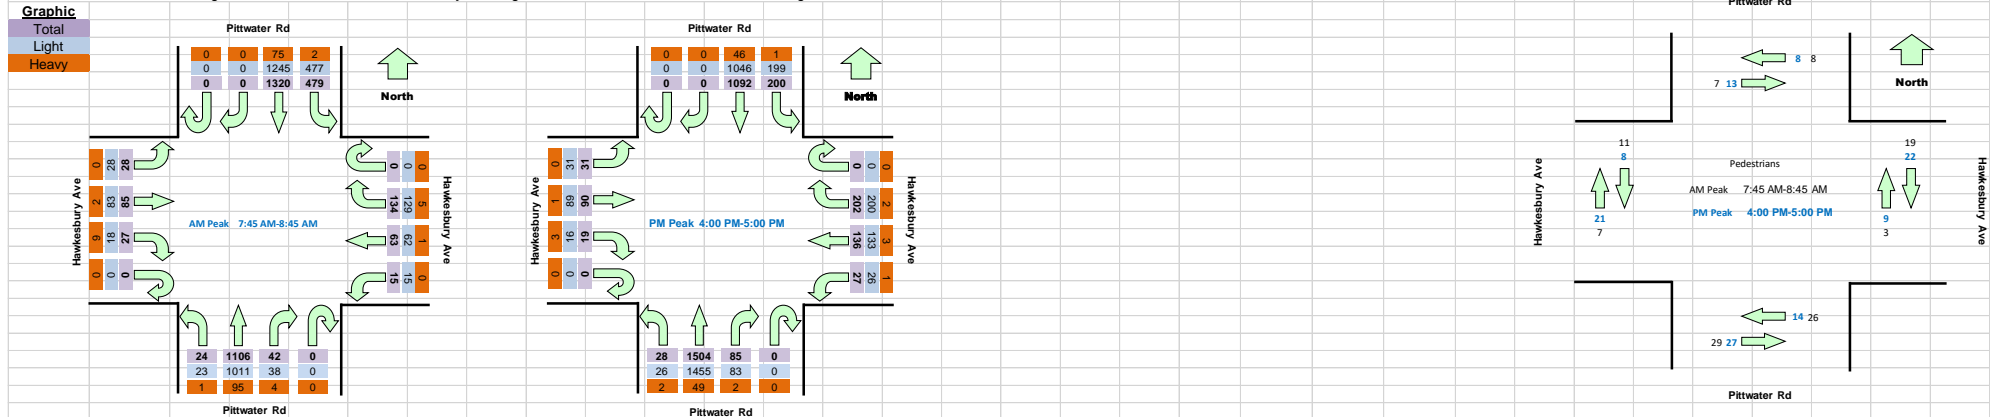 Graphic
Total
Light
Heavy
Pittwater Rd
0 0 75 2
0 0 1245 477
0 0 1320 479
North
Hawkesbury Ave
0 28 28
2 83 85
9 18 27
0 0 0
AM Peak 7:45 AM-8:45 AM
0 0 0
134 129 5
63 62 1
15 15 0
Hawkesbury Ave
24 1106 42 0
23 1011 38 0
1 95 4 0
Pittwater Rd
Pittwater Rd
0 0 46 1
0 0 1046 199
0 0 1092 200
North
Hawkesbury Ave
0 31 31
1 89 90
3 16 19
0 0 0
PM Peak 4:00 PM-5:00 PM
0 0 0
202 200 2
136 133 3
27 26 1
Hawkesbury Ave
28 1504 85 0
26 1455 83 0
2 49 2 0
Pittwater Rd
Pittwater Rd
8 8
7 13
North
11
8
19
22
Pedestrians
AM Peak 7:45 AM-8:45 AM
PM Peak 4:00 PM-5:00 PM
Hawkesbury Ave
Hawkesbury Ave
21
7
9
3
14 26
29 27
Pittwater Rd